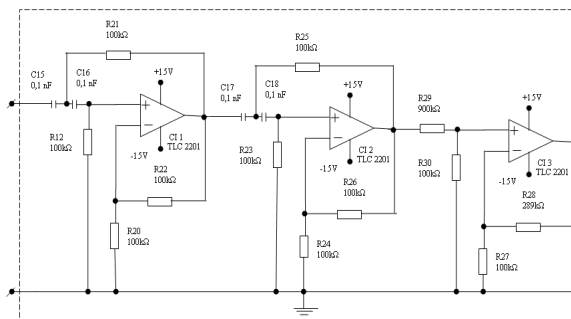 R21
100kΩ
C15
0,1 nF
C16
0,1 nF
+15V
R12
100kΩ
-15V
CI 1
TLC 2201
R22
100kΩ
R20
100kΩ
R25
100kΩ
C17
0,1 nF
C18
0,1 nF
+15V
R23
100kΩ
-15V
CI 2
TLC 2201
R26
100kΩ
R24
100kΩ
R29
900kΩ
+15V
R30
100kΩ
-15V
CI 3
TLC 2201
R28
289kΩ
R27
100kΩ